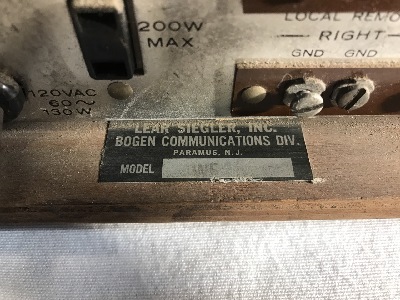 200W
MAX
LOCAL REMO
RIGHT
GND GND
120VAC
60~
130W
LEAR SIEGLER, INC.
BOGEN COMMUNICATIONS DIV.
PARAMUS, N.J.
MODEL